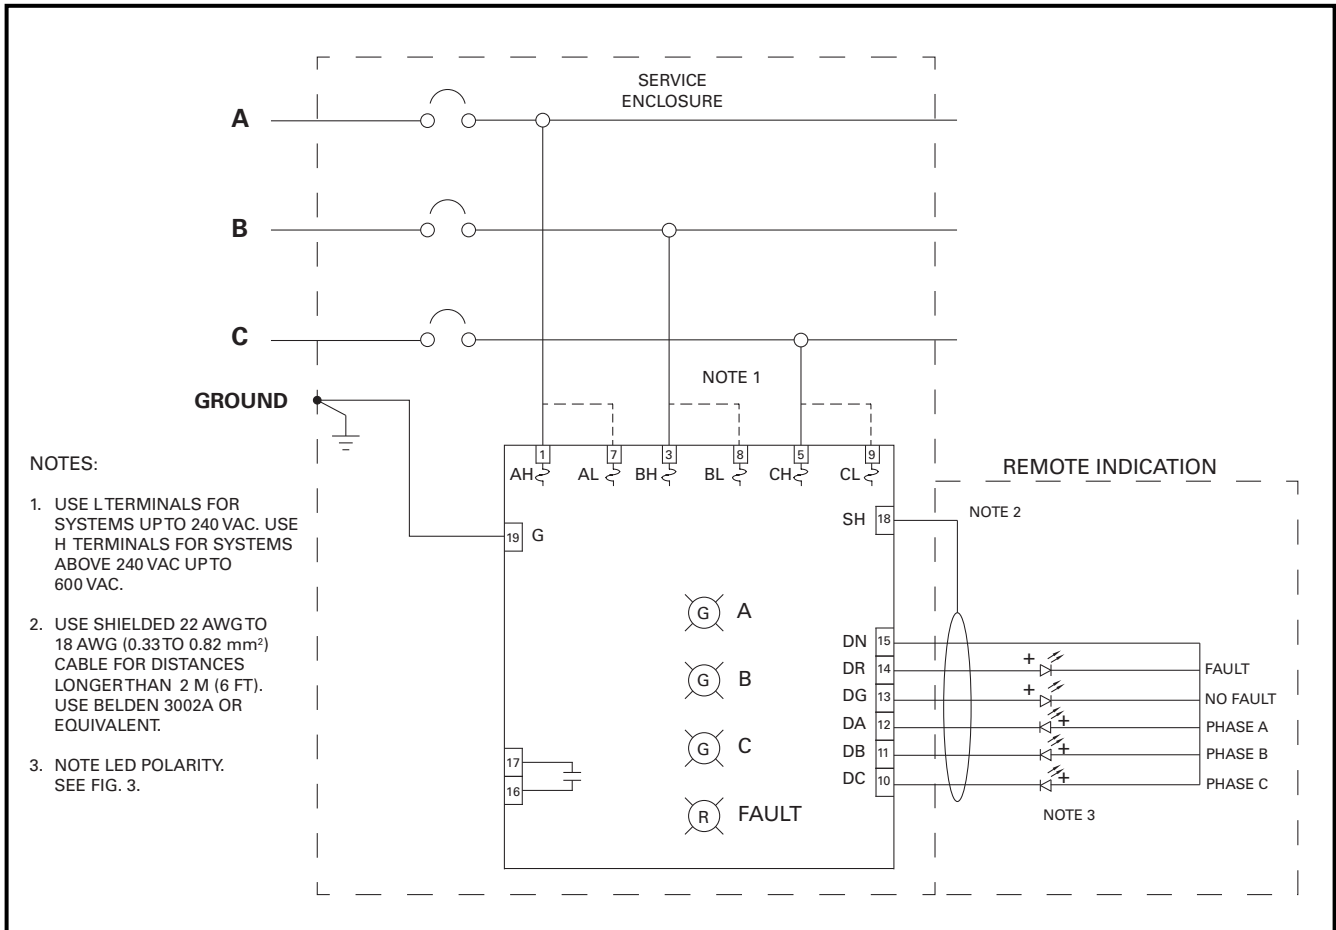 SERVICE
ENCLOSURE
A
B
C
NOTE 1
GROUND
1 7 3 8 5 9
AH AL BH BL CH CL
NOTES:
1. USE L TERMINALS FOR
SYSTEMS UP TO 240 VAC. USE
H TERMINALS FOR SYSTEMS
ABOVE 240 VAC UP TO
600 VAC.
2. USE SHIELDED 22 AWG TO
18 AWG (0.33 TO 0.82 mm²)
CABLE FOR DISTANCES
LONGER THAN 2 M (6 FT).
USE BELDEN 3002A OR
EQUIVALENT.
3. NOTE LED POLARITY.
SEE FIG. 3.
19 G
17
16
G A
G B
G C
R FAULT
REMOTE INDICATION
SH 18
NOTE 2
DN 15
DR 14 + FAULT
DG 13 + NO FAULT
DA 12 + PHASE A
DB 11 + PHASE B
DC 10 + PHASE C
NOTE 3